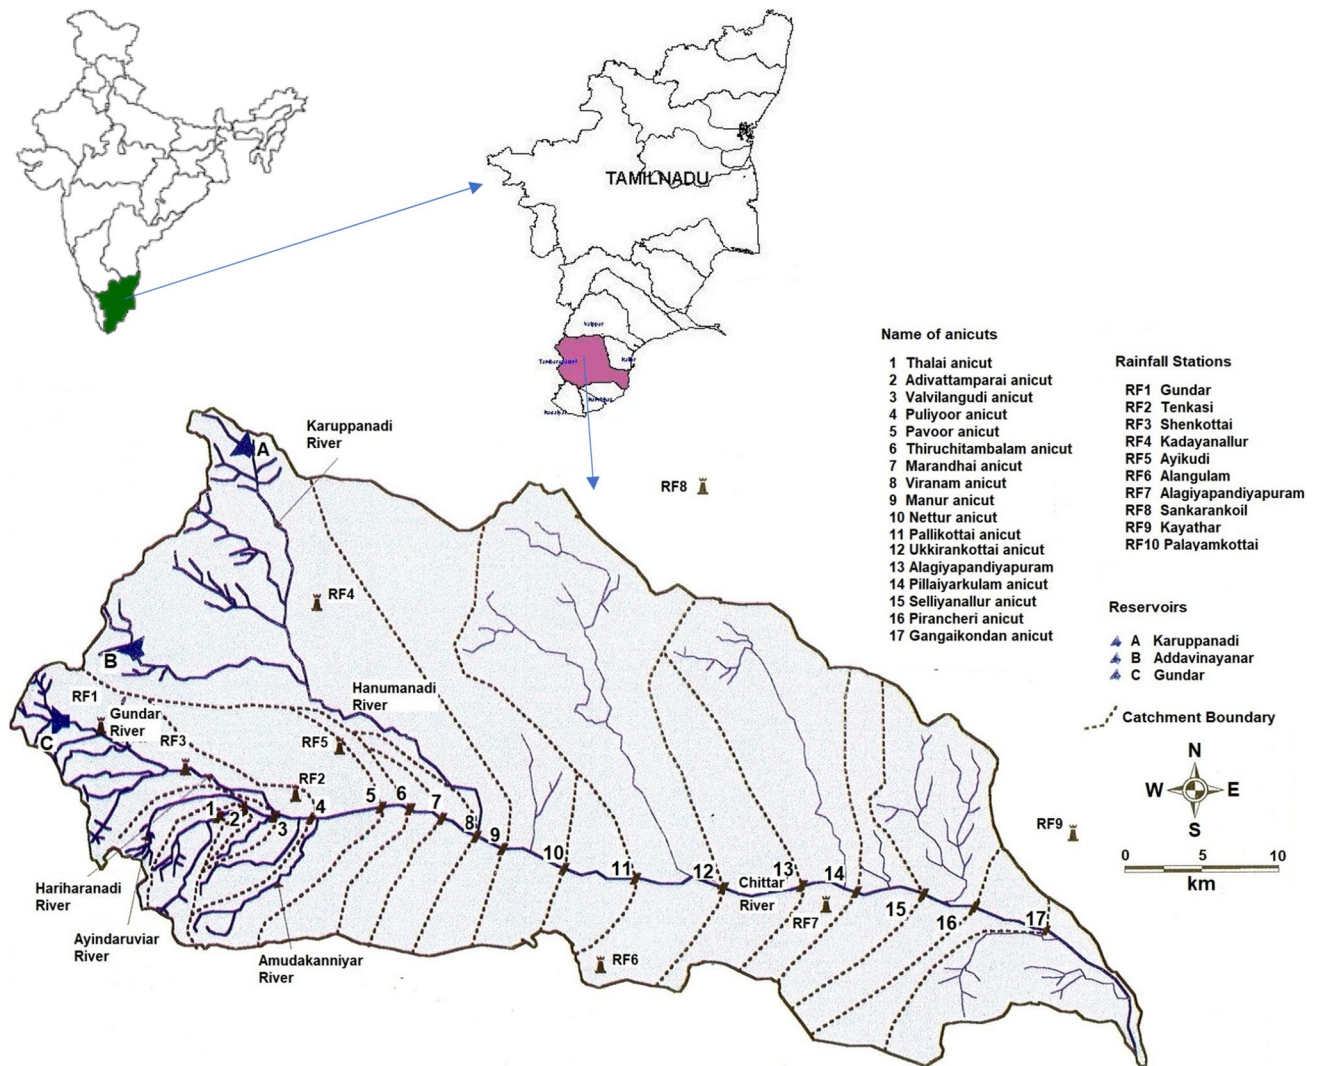 TAMILNADU
Name of anicuts
1 Thalai anicut
2 Adivattamparai anicut
3 Valvilangudi anicut
4 Puliyoor anicut
5 Pavoor anicut
6 Thiruchitambalam anicut
7 Marandhai anicut
8 Viranam anicut
9 Manur anicut
10 Nettur anicut
11 Pallikottai anicut
12 Ukkirankottai anicut
13 Alagiyapandiyapuram
14 Pillaiyarkulam anicut
15 Selliyanallur anicut
16 Pirancheri anicut
17 Gangaikondan anicut
Rainfall Stations
RF1 Gundar
RF2 Tenkasi
RF3 Shenkottai
RF4 Kadayanallur
RF5 Ayikudi
RF6 Alangulam
RF7 Alagiyapandiyapuram
RF8 Sankarankoil
RF9 Kayathar
RF10 Palayamkottai
Reservoirs
A Karuppanadi
B Addavinayanar
C Gundar
Catchment Boundary
N
W E
S
0 5 10
km
Karuppanadi
River
A
RF8
RF4
B
RF1
Hanumanadi
River
Gundar
River
C
RF3
RF5
RF2
1
2
3
4
5
6
7
8
9
10
11
12
Chittar
River
13
14
15
16
17
RF7
RF9
RF6
Hariharanadi
River
Ayindaruviar
River
Amudakanniyar
River